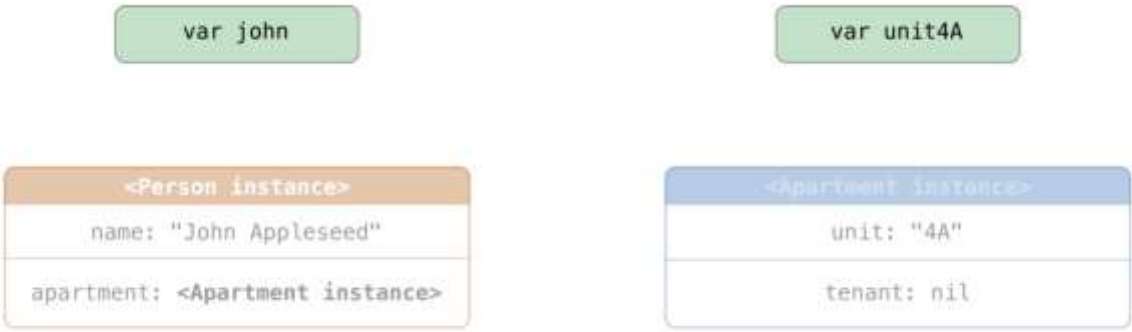 var john
var unit4A
<Person instance>
<Apartment instance>
name: "John Appleseed"
unit: "4A"
apartment: <Apartment instance>
tenant: nil